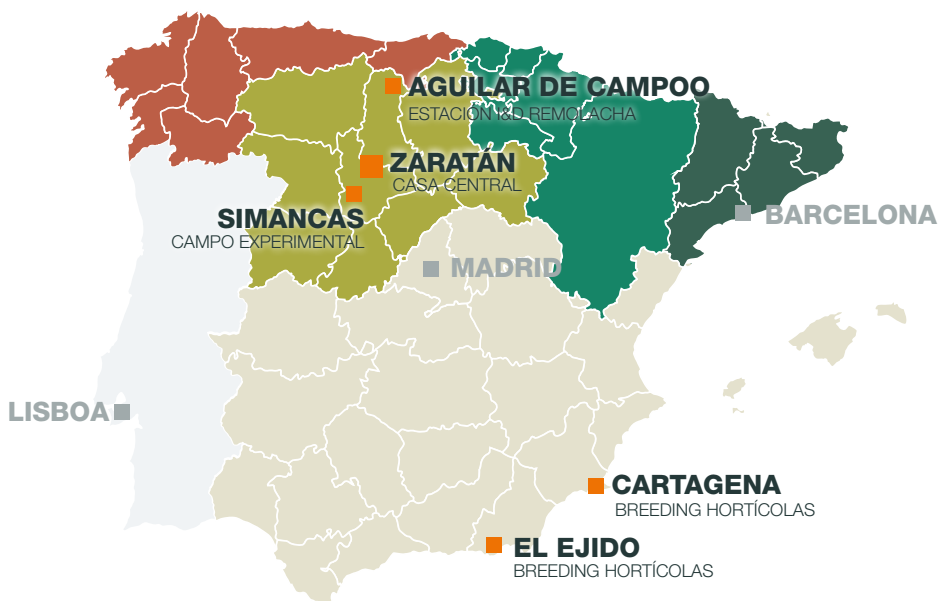 AGUILAR DE CAMPOO
ESTACIÓN I&D REMOLACHA
ZARATÁN
CASA CENTRAL
SIMANCAS
CAMPO EXPERIMENTAL
BARCELONA
MADRID
LISBOA
CARTAGENA
BREEDING HORTÍCOLAS
EL EJIDO
BREEDING HORTÍCOLAS